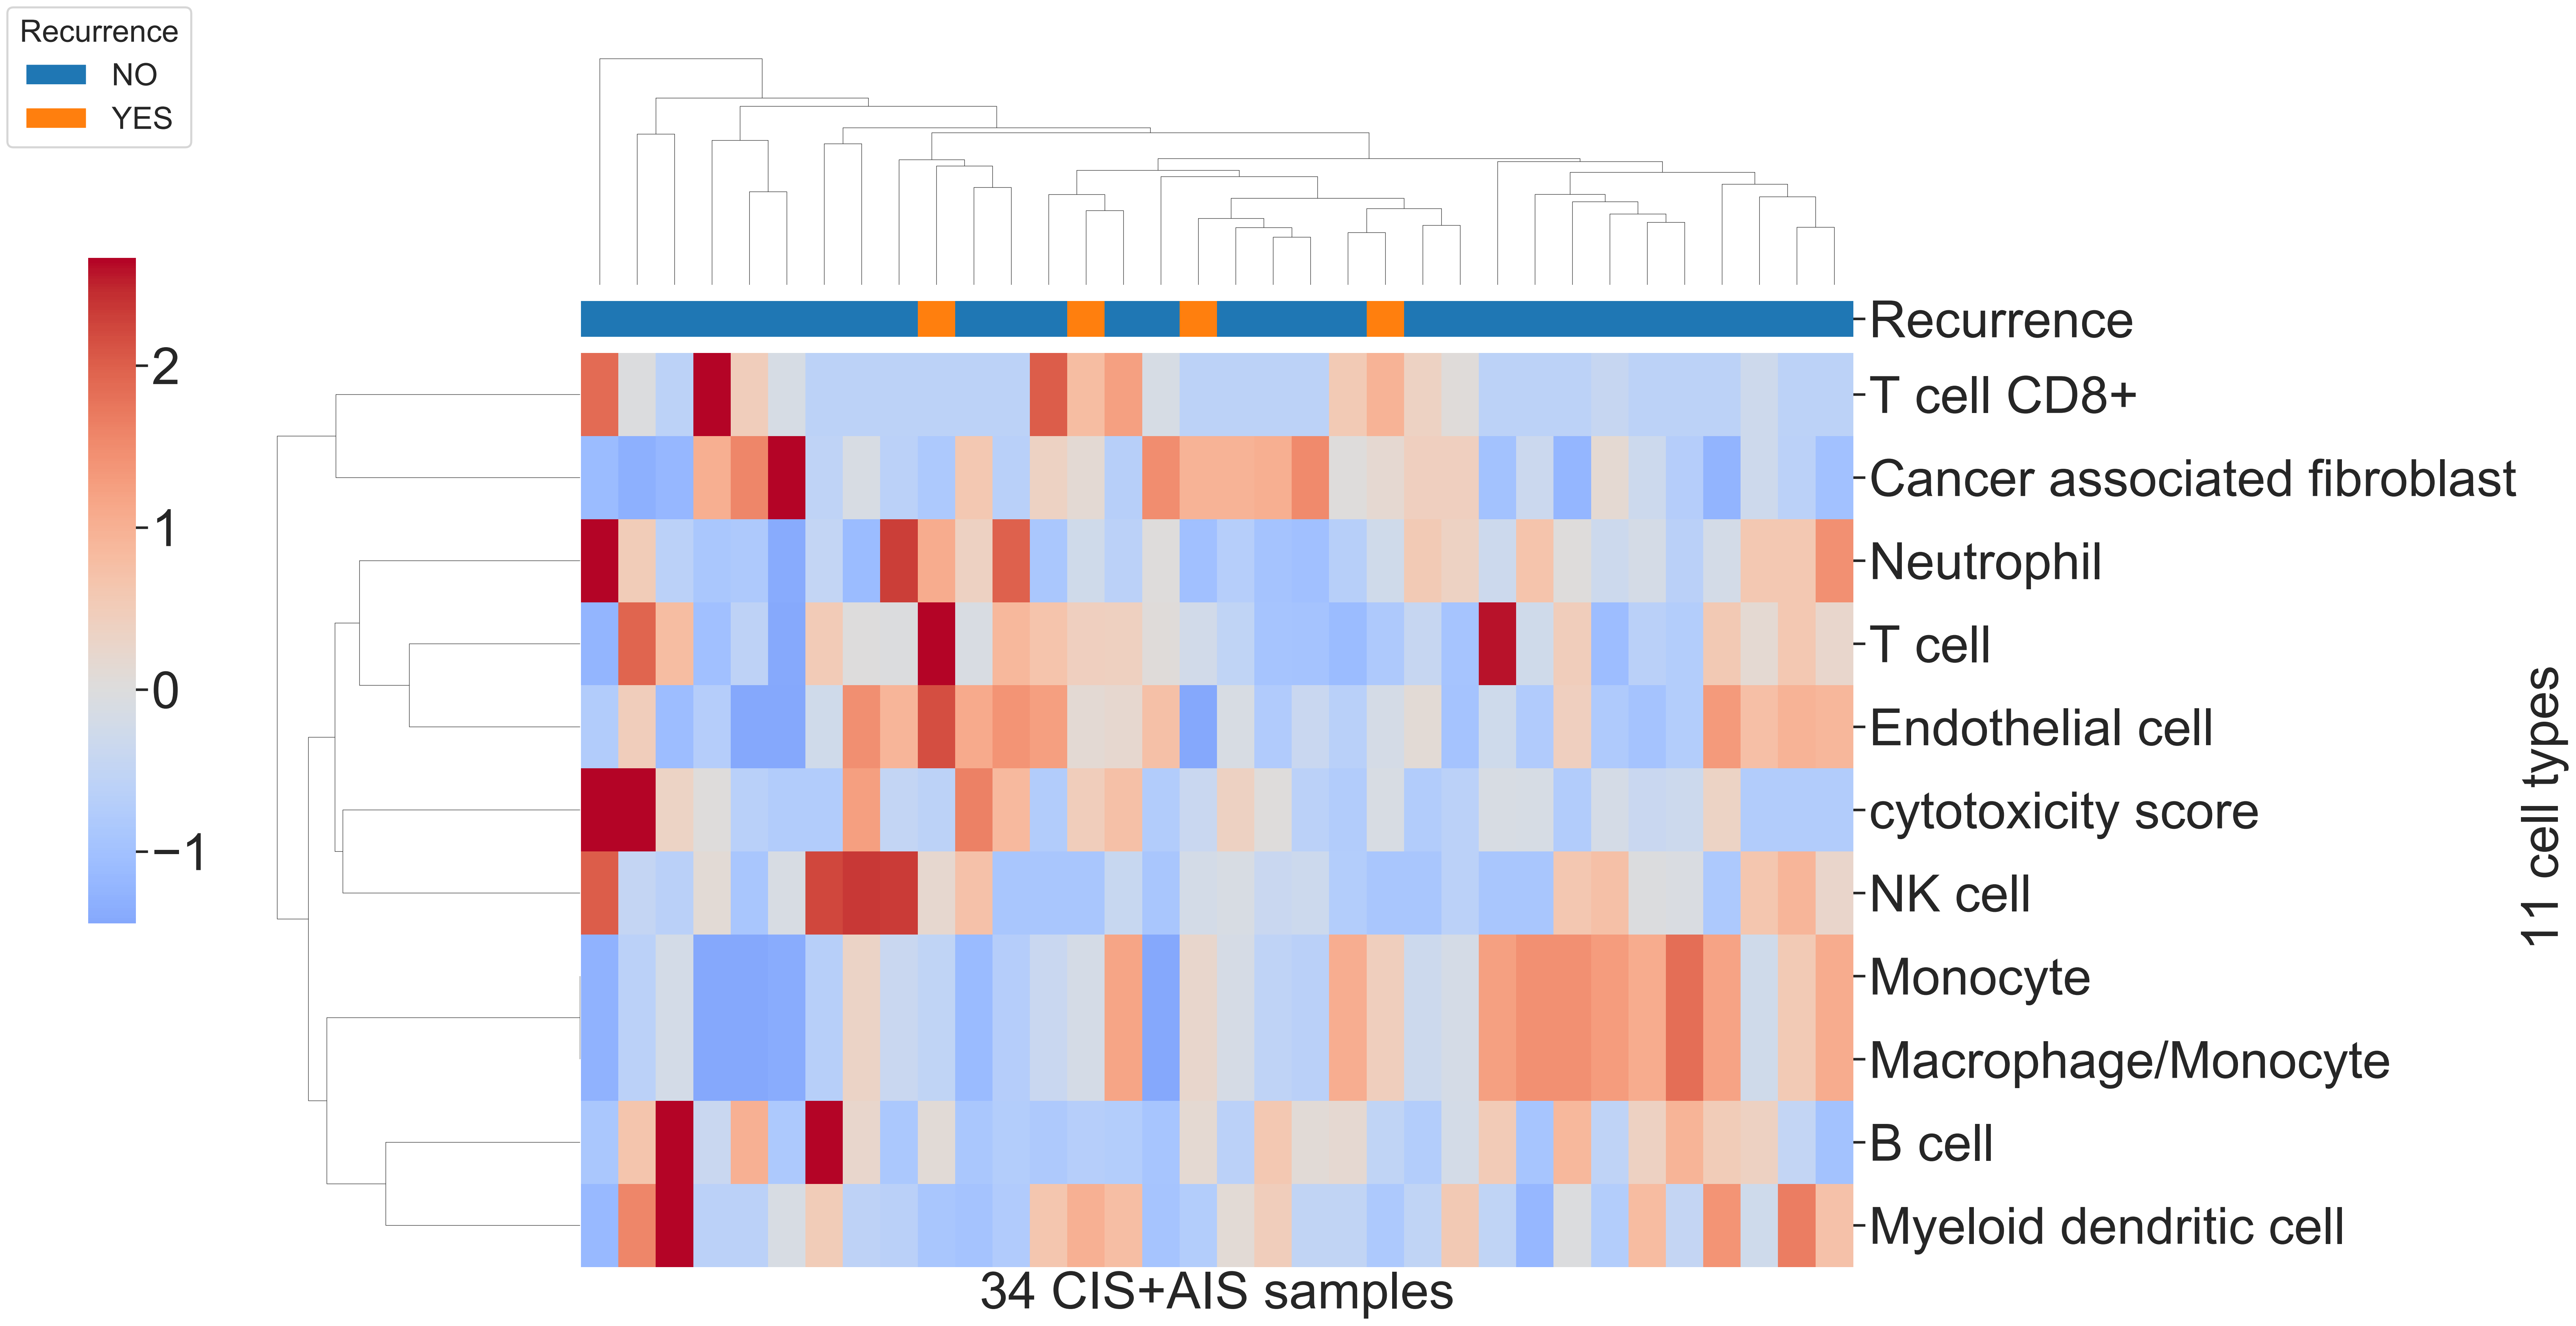 Recurrence
NO
YES
2
1
0
−1
Recurrence
T cell CD8+
Cancer associated fibroblast
Neutrophil
T cell
Endothelial cell
cytotoxicity score
NK cell
Monocyte
Macrophage/Monocyte
B cell
Myeloid dendritic cell
11 cell types
34 CIS+AIS samples